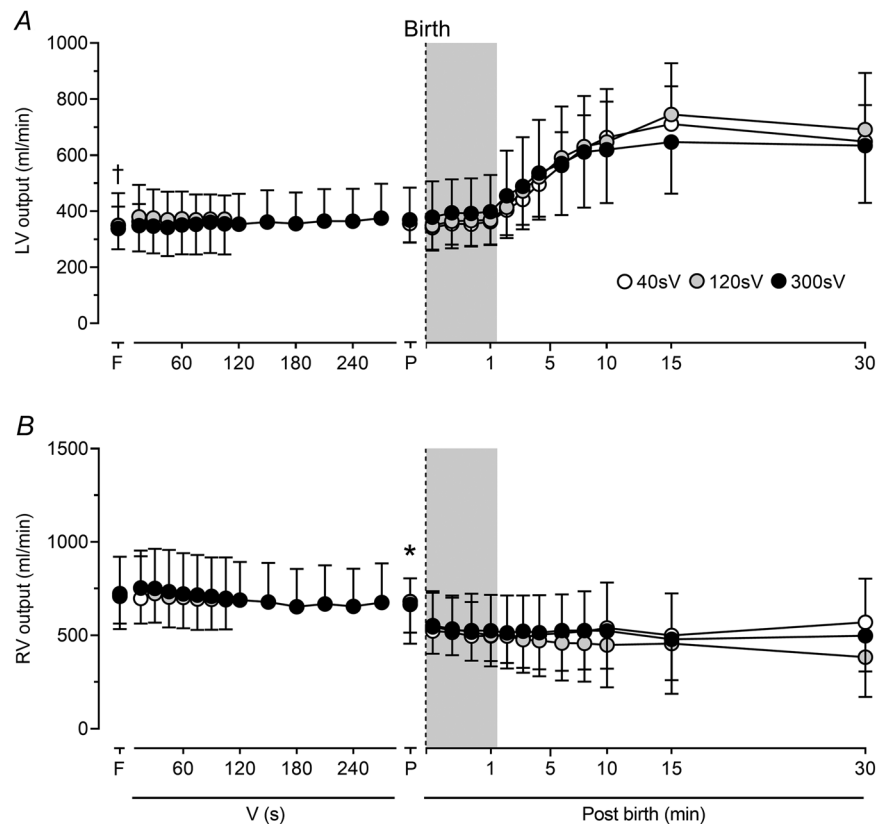 A
Birth
1000
800
600
400
200
0
LV output (ml/min)
†
40sV 120sV 300sV
F 60 120 180 240 P 1 5 10 15 30
B
1500
1000
500
0
RV output (ml/min)
*
F 60 120 180 240 P 1 5 10 15 30
V (s) Post birth (min)